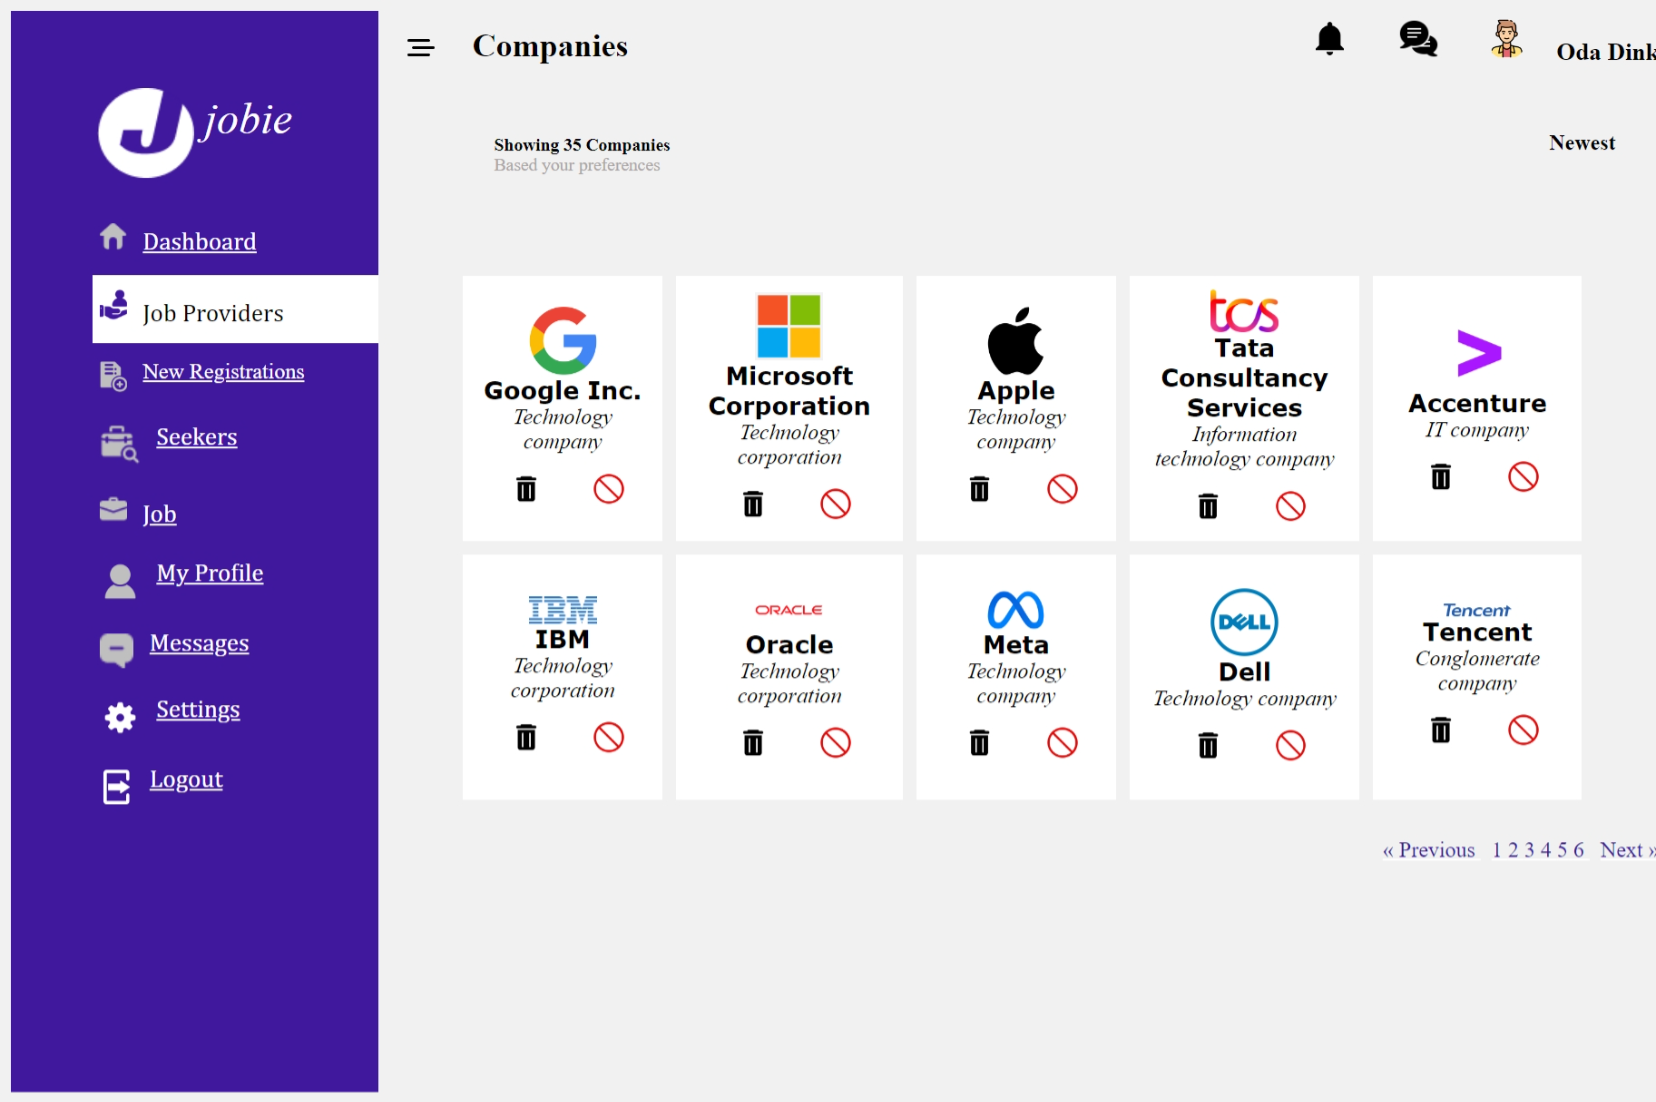 jobie
Dashboard
Job Providers
New Registrations
Seekers
Job
My Profile
Messages
Settings
Logout
Companies
Oda Dink
Showing 35 Companies
Based your preferences
Newest
Google Inc.
Technology
company
Microsoft
Corporation
Technology
corporation
Apple
Technology
company
tcs
Tata
Consultancy
Services
Information
technology company
Accenture
IT company
IBM
IBM
Technology
corporation
ORACLE
Oracle
Technology
corporation
Meta
Technology
company
DELL
Dell
Technology company
Tencent
Tencent
Conglomerate
company
« Previous 1 2 3 4 5 6 Next »